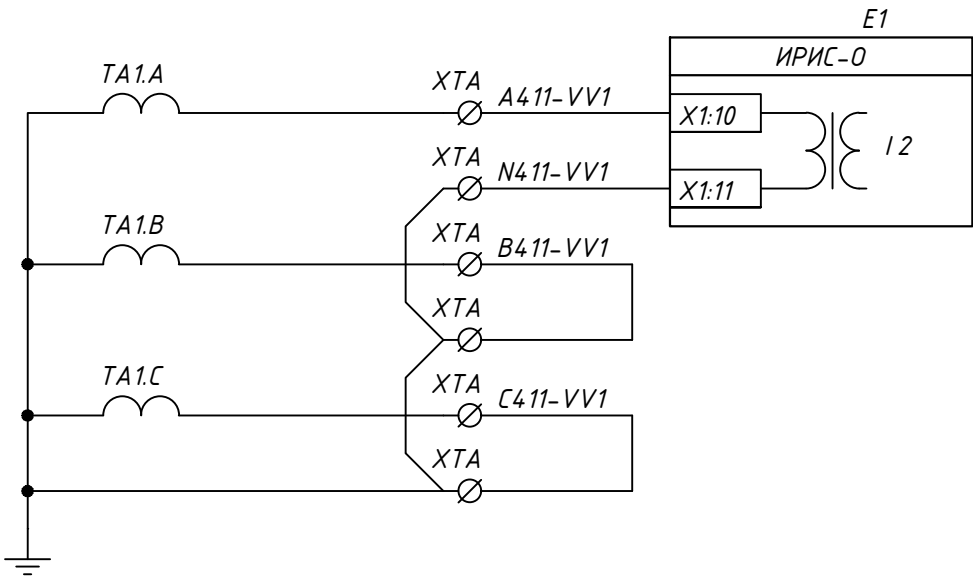 E1
ИРИС-О
TA1.A
XTA
A411-VV1
X1:10
I2
XTA
N411-VV1
X1:11
TA1.B
XTA
B411-VV1
XTA
TA1.C
XTA
C411-VV1
XTA